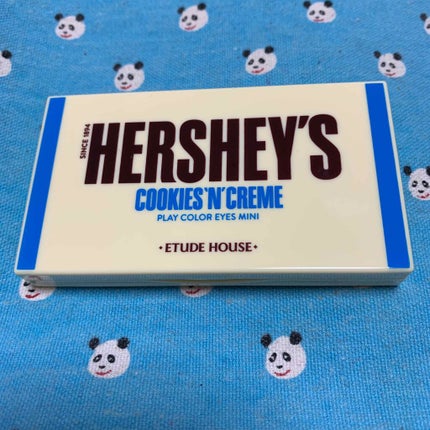 SINCE 1894
HERSHEY'S
COOKIES'N'CREME
PLAY COLOR EYES MINI
•ETUDE HOUSE•